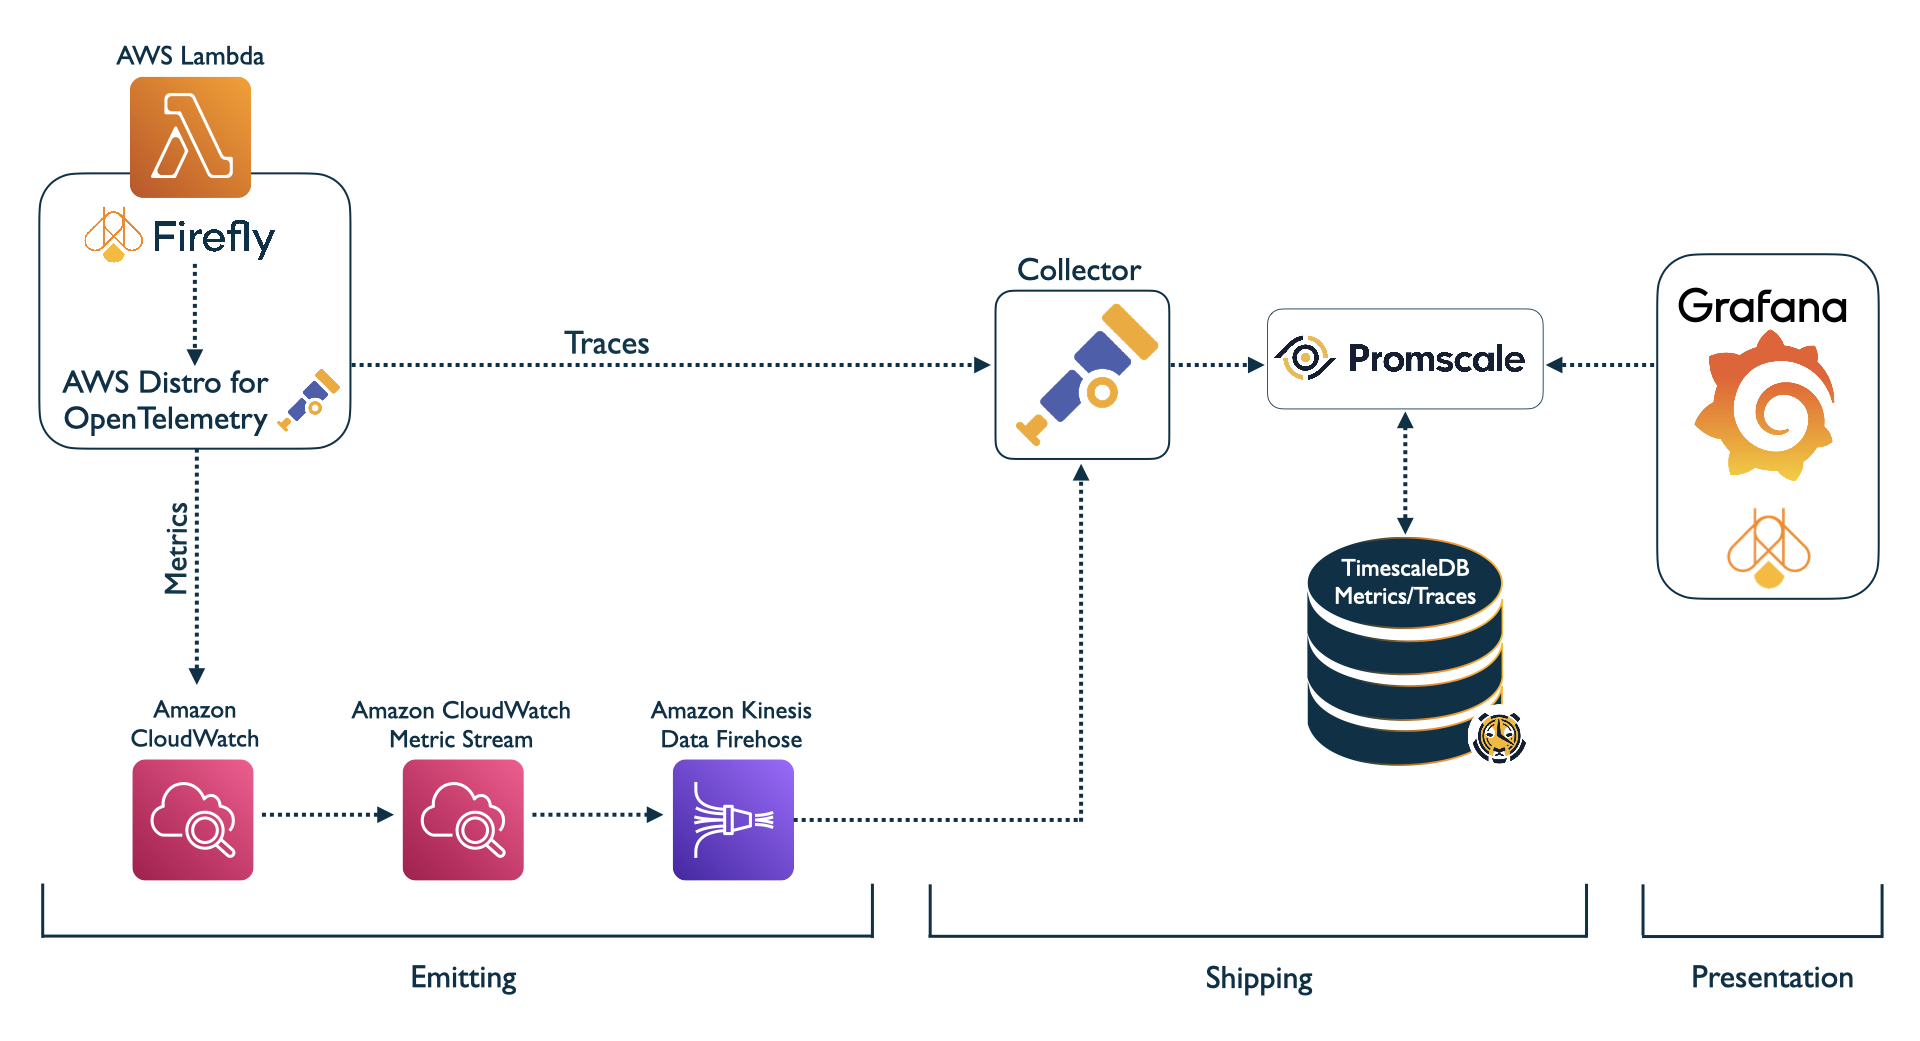 AWS Lambda
Firefly
AWS Distro for
OpenTelemetry
Traces
Metrics
Amazon
CloudWatch
Amazon CloudWatch
Metric Stream
Amazon Kinesis
Data Firehose
Collector
Promscale
TimescaleDB
Metrics/Traces
Grafana
Emitting
Shipping
Presentation